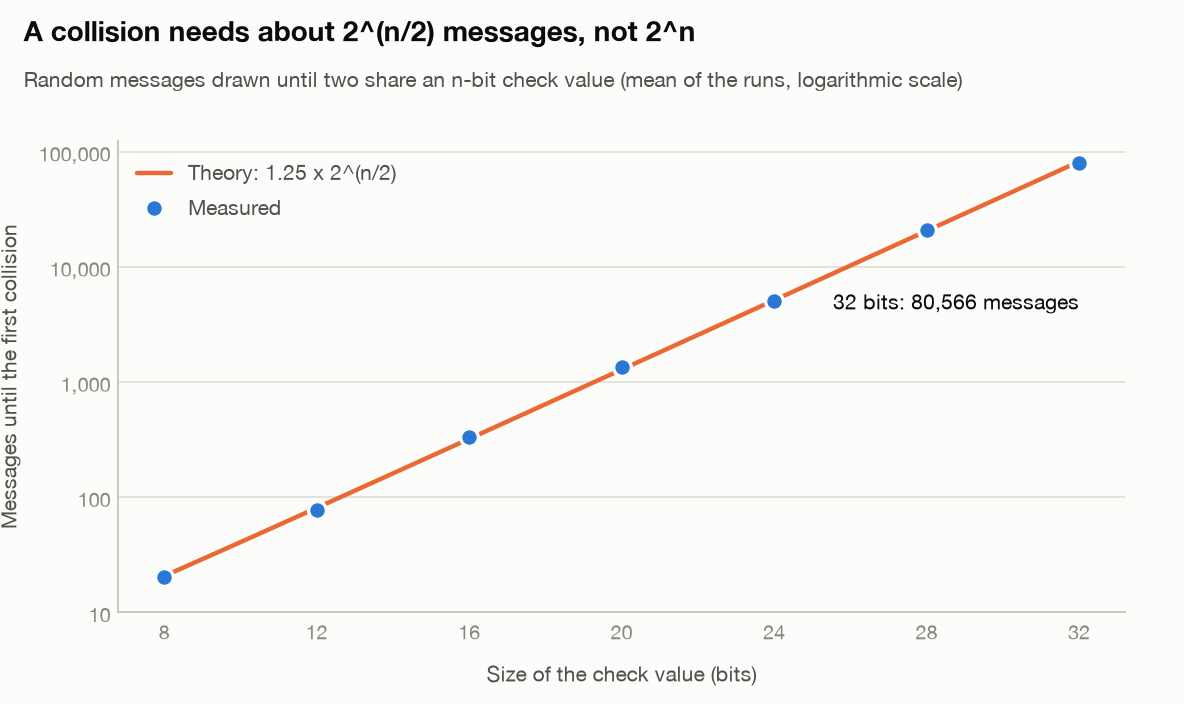 A collision needs about 2^(n/2) messages, not 2^n
Random messages drawn until two share an n-bit check value (mean of the runs, logarithmic scale)
Messages until the first collision
100,000
10,000
1,000
100
10
Theory: 1.25 x 2^(n/2)
Measured
32 bits: 80,566 messages
8 12 16 20 24 28 32
Size of the check value (bits)